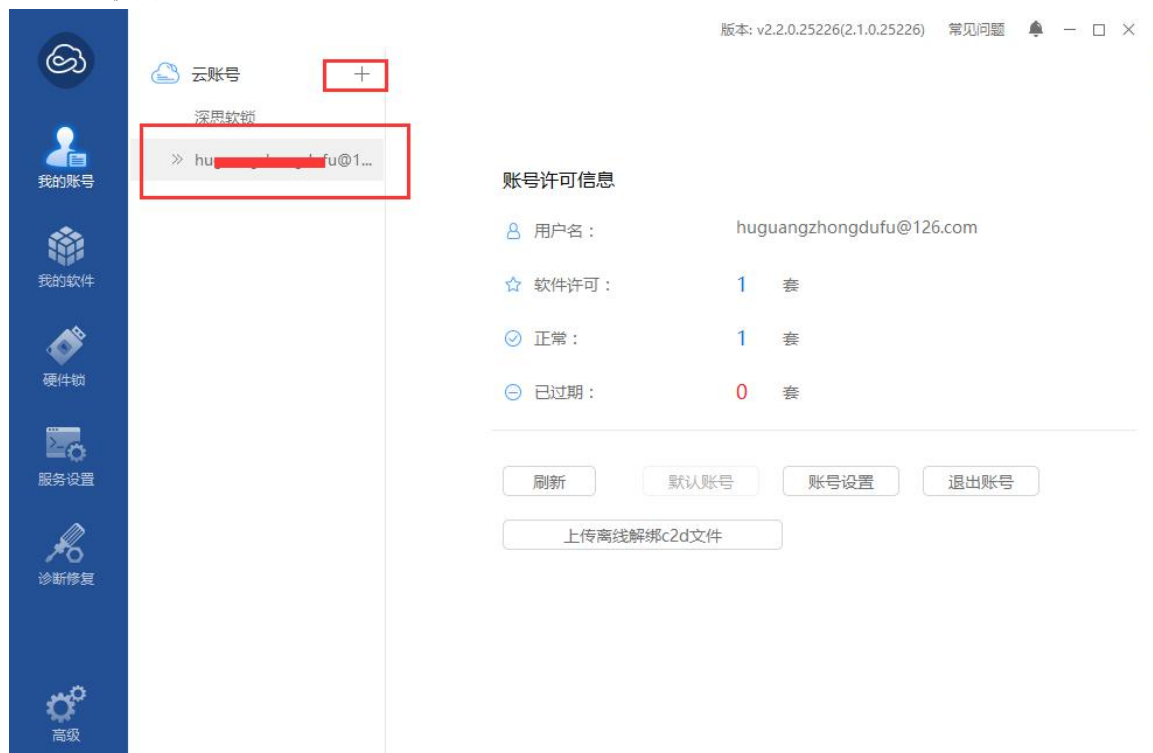 版本: v2.2.0.25226(2.1.0.25226) 常见问题
云账号 +
深思软锁
hu fu@1...
我的账号
我的软件
硬件锁
服务设置
诊断修复
高级
账号许可信息
用户名： huguangzhongdufu@126.com
软件许可： 1 套
正常： 1 套
已过期： 0 套
刷新 默认账号 账号设置 退出账号
上传离线解绑c2d文件